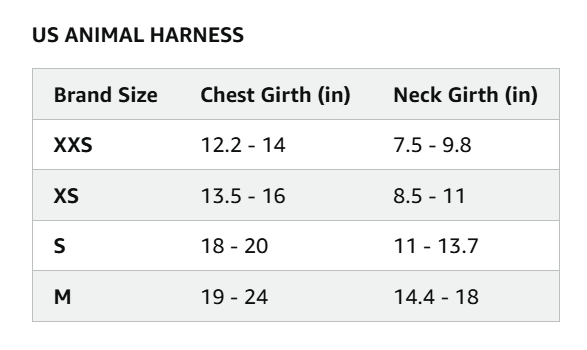 US ANIMAL HARNESS
Brand Size Chest Girth (in) Neck Girth (in)
XXS 12.2 - 14 7.5 - 9.8
XS 13.5 - 16 8.5 - 11
S 18 - 20 11 - 13.7
M 19 - 24 14.4 - 18